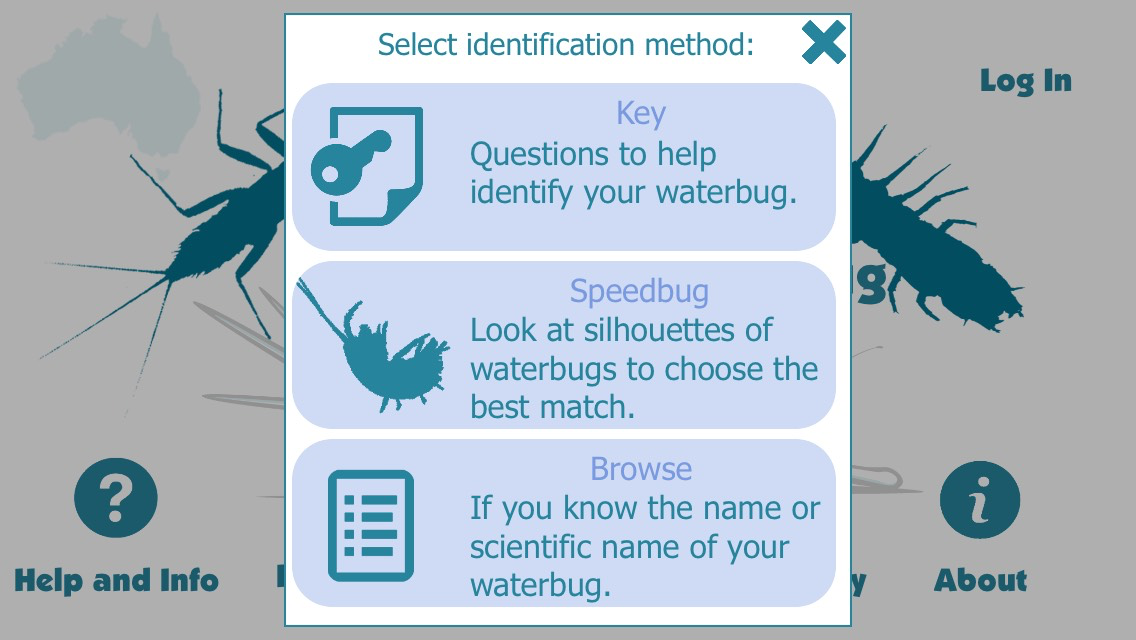 Select identification method:
Log In
Key
Questions to help
identify your waterbug.
Speedbug
Look at silhouettes of
waterbugs to choose the
best match.
Browse
If you know the name or
scientific name of your
waterbug.
Help and Info
About